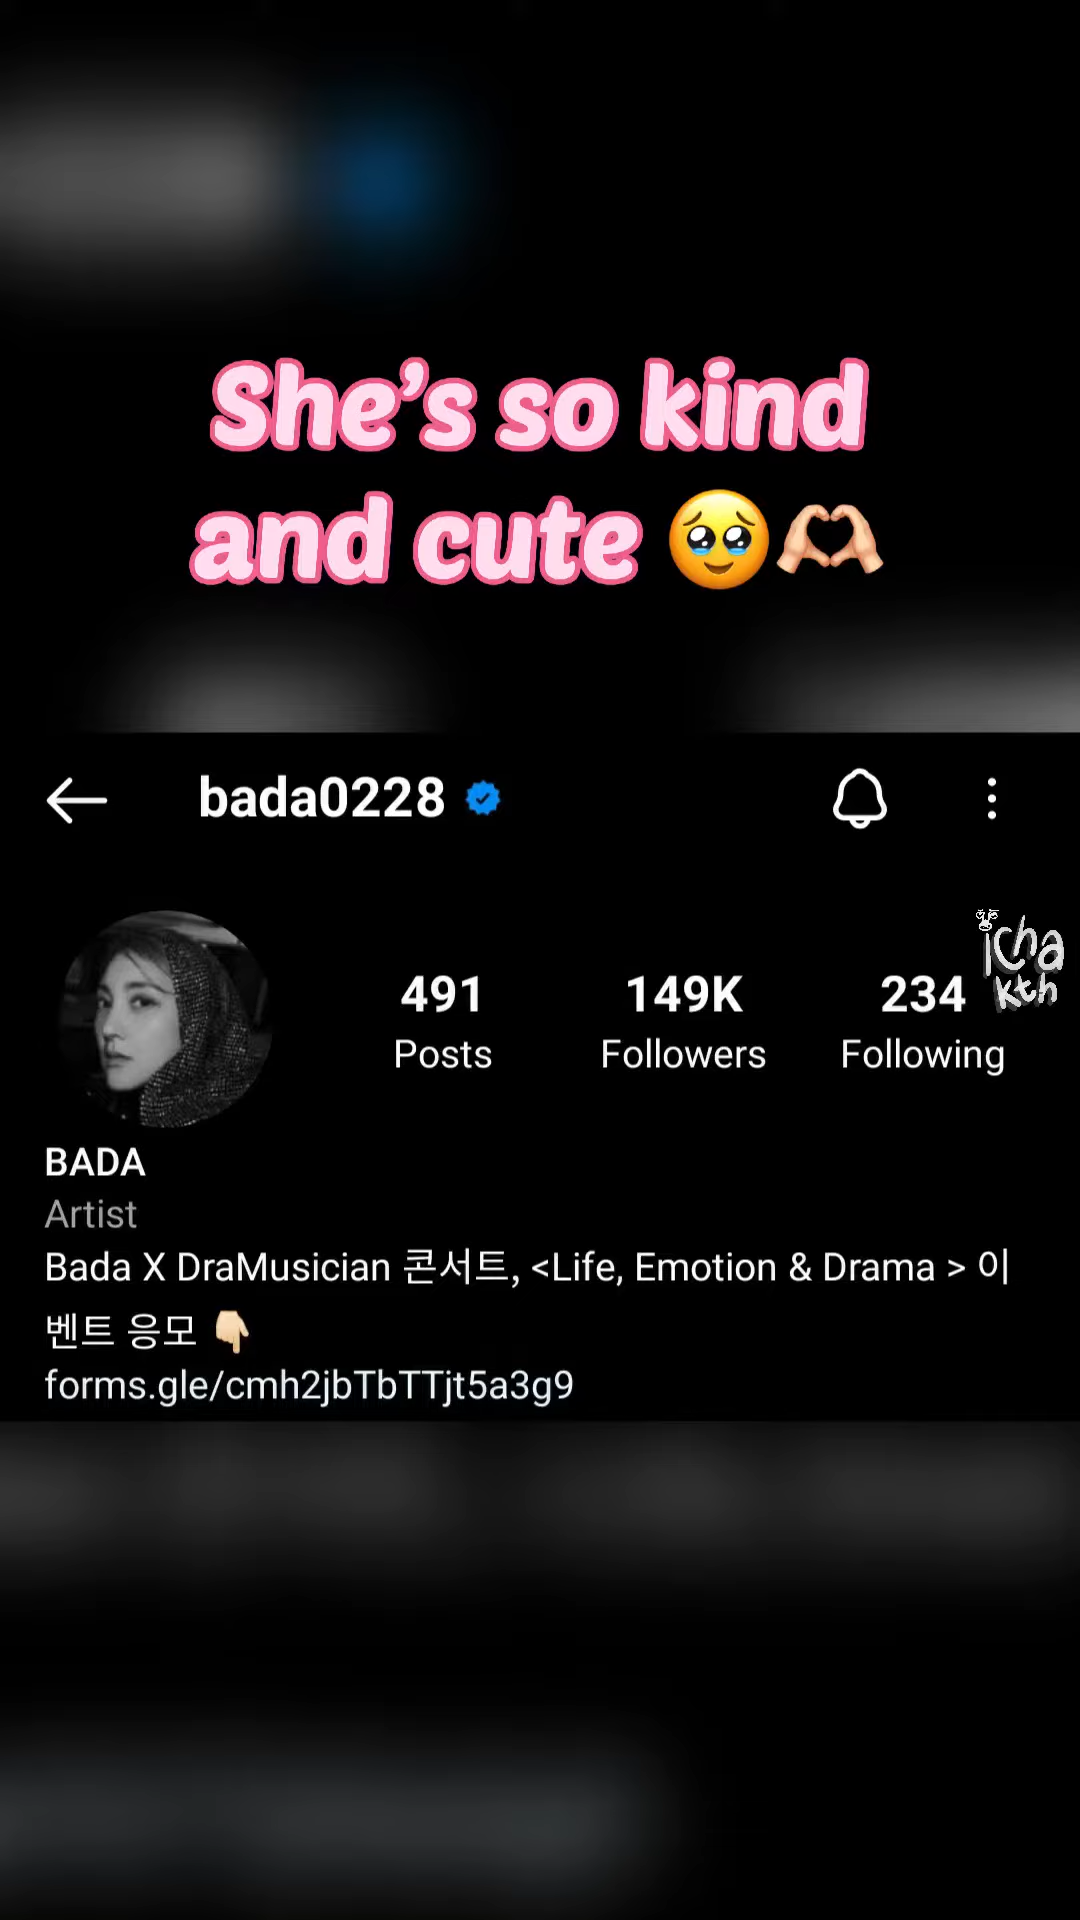 She's so kind
and cute 🥹🫶🏻
bada0228
icha
kth
491
149K
234
Posts
Followers
Following
BADA
Artist
Bada X DraMusician 콘서트, <Life, Emotion & Drama > 이
벤트 응모 👇🏻
forms.gle/cmh2jbTbTTjt5a3g9